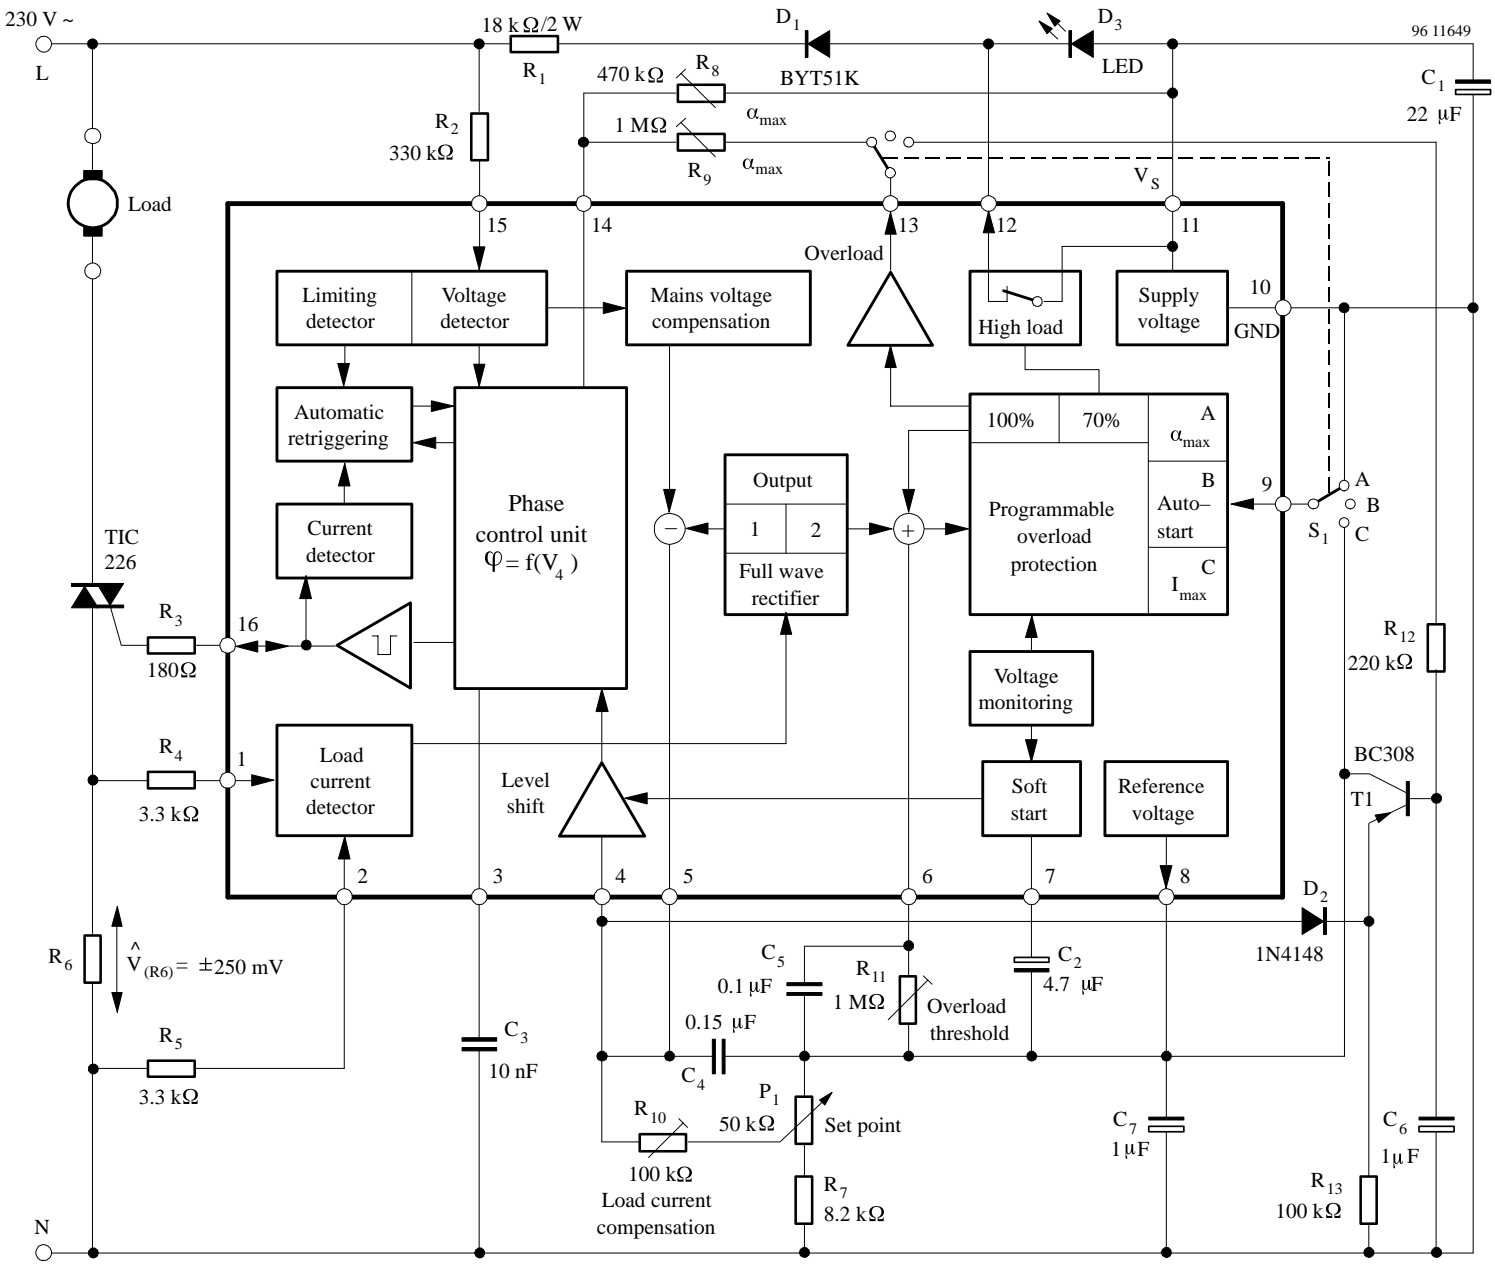 230 V ~
L
18 kΩ/2 W
R1
D1
BYT51K
D3
LED
96 11649
C1
22 µF
R2
330 kΩ
470 kΩ
R8
αmax
1 MΩ
R9
αmax
VS
Load
15
14
13
12
11
Overload
Limiting
detector
Voltage
detector
Mains voltage
compensation
High load
Supply
voltage
10
GND
Automatic
retriggering
Phase
control unit
φ = f(V4)
Current
detector
Output
1
2
Full wave
rectifier
−
+
100%
70%
A
αmax
B
Auto–
start
C
Imax
Programmable
overload
protection
9
S1
A
B
C
TIC
226
R3
180Ω
16
R12
220 kΩ
Voltage
monitoring
R4
3.3 kΩ
1
Load
current
detector
Level
shift
Soft
start
Reference
voltage
BC308
T1
2
3
4
5
6
7
8
D2
1N4148
R6
^
V(R6) = ±250 mV
C5
0.1 µF
R11
1 MΩ
Overload
threshold
C2
4.7 µF
R5
3.3 kΩ
C3
10 nF
0.15 µF
C4
R10
100 kΩ
Load current
compensation
P1
50 kΩ
Set point
R7
8.2 kΩ
C7
1 µF
C6
1 µF
R13
100 kΩ
N